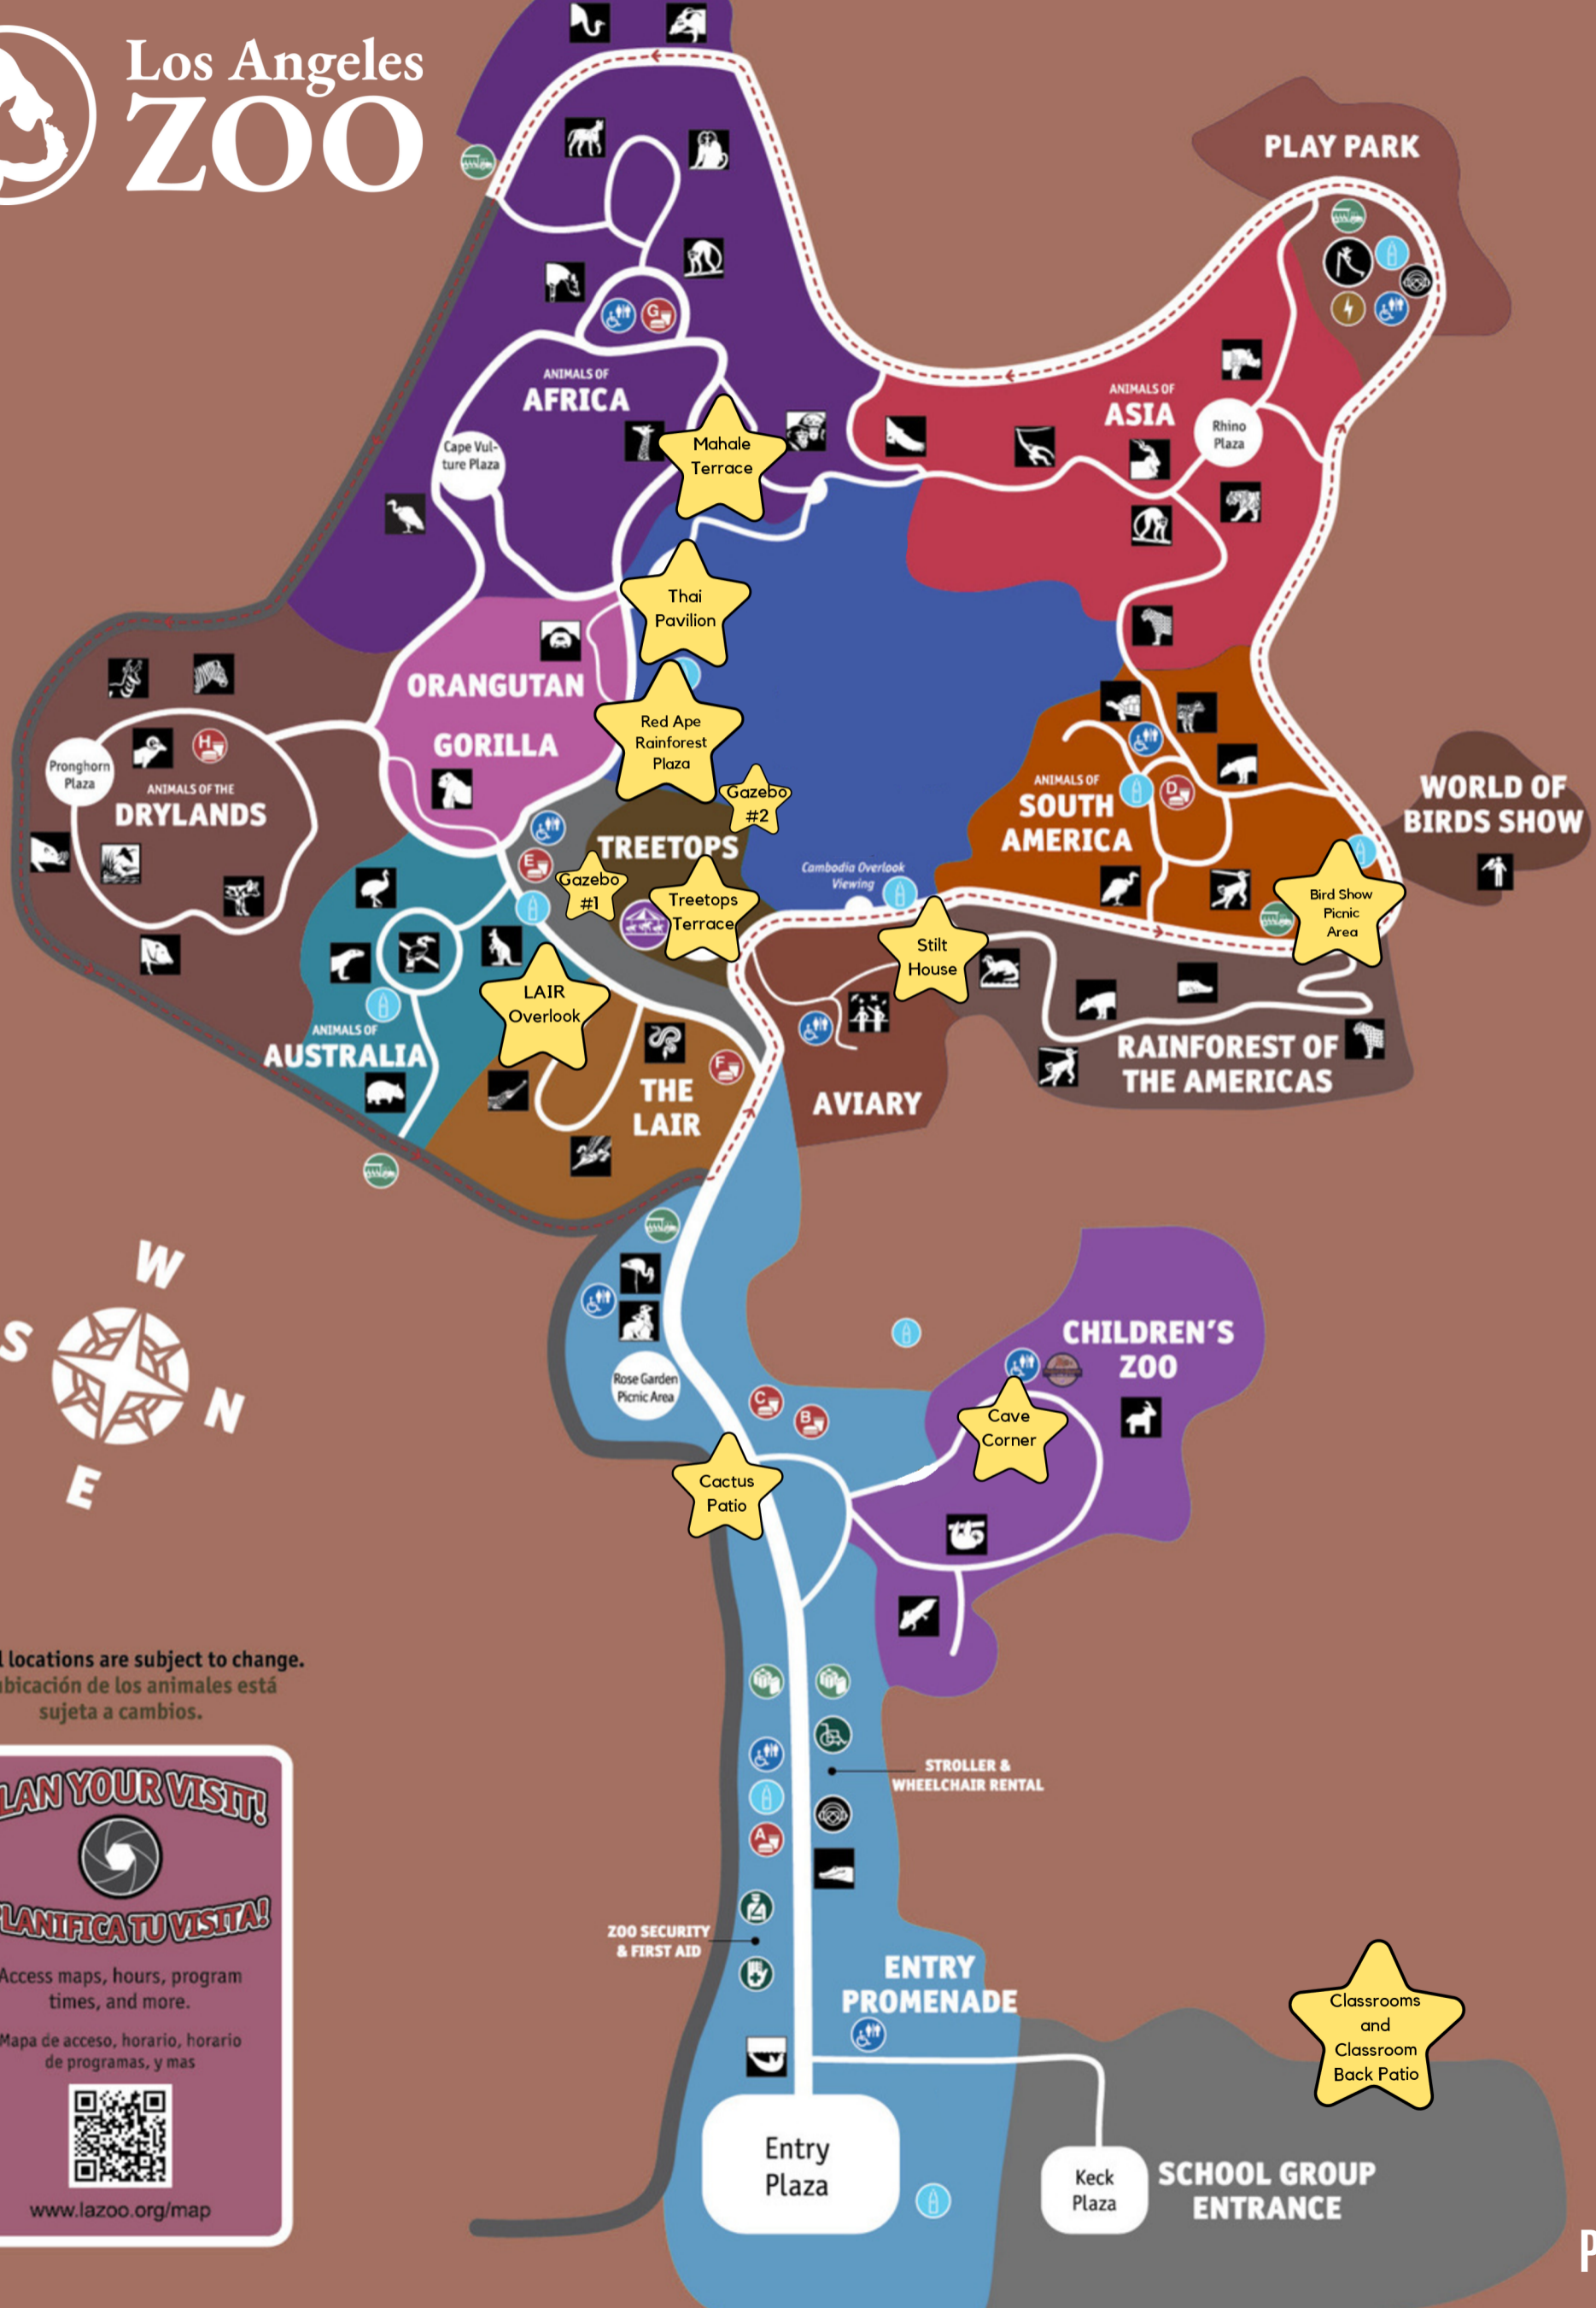 Los Angeles
ZOO
PLAY PARK
ANIMALS OF
AFRICA
ANIMALS OF
ASIA
Rhino
Plaza
Cape Vul-
ture Plaza
Mahale
Terrace
Thai
Pavilion
ORANGUTAN
GORILLA
Red Ape
Rainforest
Plaza
Gazebo
#2
Pronghorn
Plaza
ANIMALS OF THE
DRYLANDS
TREETOPS
Gazebo
#1
Treetops
Terrace
Cambodia Overlook
Viewing
ANIMALS OF
SOUTH
AMERICA
WORLD OF
BIRDS SHOW
Bird Show
Picnic
Area
Stilt
House
LAIR
Overlook
ANIMALS OF
AUSTRALIA
THE
LAIR
AVIARY
RAINFOREST OF
THE AMERICAS
G
H
E
D
F
W
S
N
E
Rose Garden
Picnic Area
CHILDREN'S
ZOO
C
B
Cave
Corner
Cactus
Patio
l locations are subject to change.
bicación de los animales está
sujeta a cambios.
LAN YOUR VISIT!
LANIFICA TU VISITA!
Access maps, hours, program
times, and more.
Mapa de acceso, horario, horario
de programas, y mas
www.lazoo.org/map
STROLLER &
WHEELCHAIR RENTAL
A
ZOO SECURITY
& FIRST AID
ENTRY
PROMENADE
Classrooms
and
Classroom
Back Patio
Entry
Plaza
Keck
Plaza
SCHOOL GROUP
ENTRANCE
P